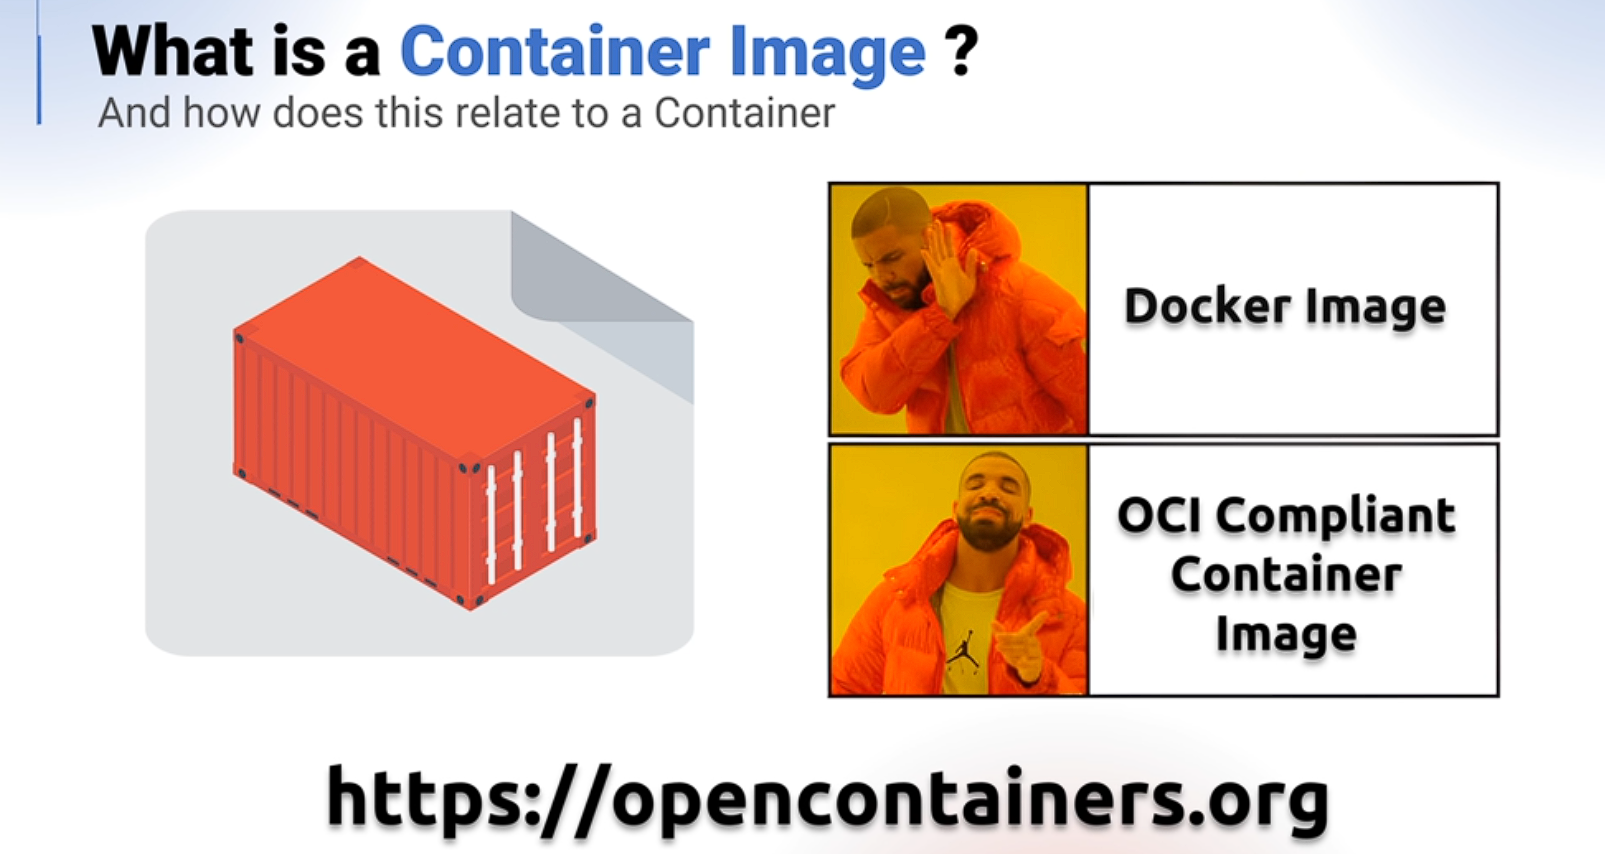 What is a Container Image ?
And how does this relate to a Container
Docker Image
OCI Compliant
Container
Image
https://opencontainers.org